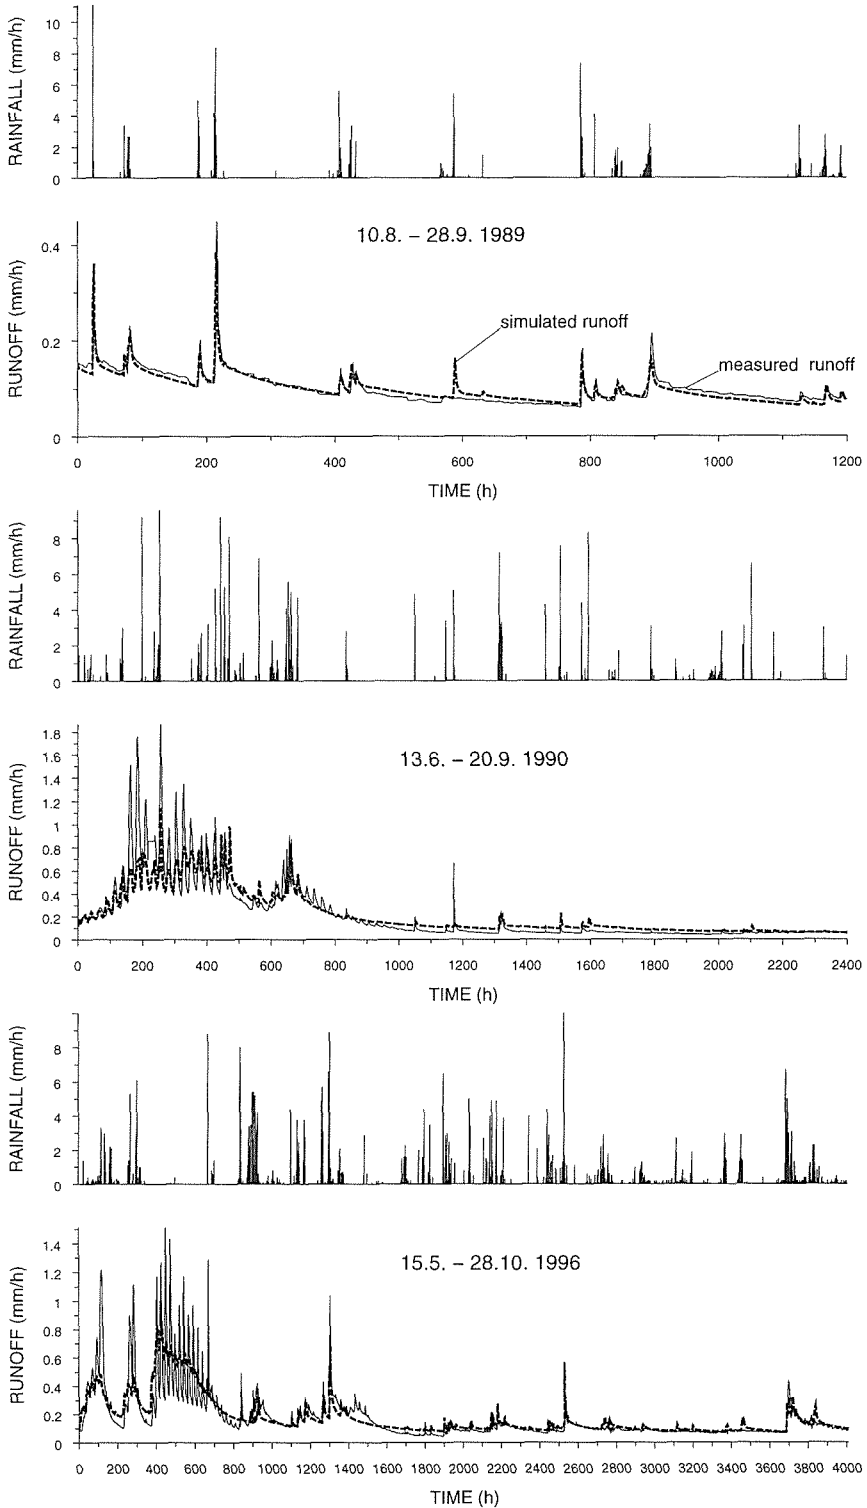 RAINFALL (mm/h)
10
8
6
4
2
0
RUNOFF (mm/h)
0.4
0.2
0
10.8. – 28.9. 1989
simulated runoff
measured runoff
0 200 400 600 800 1000 1200
TIME (h)
RAINFALL (mm/h)
8
6
4
2
0
RUNOFF (mm/h)
1.8
1.6
1.4
1.2
1
0.8
0.6
0.4
0.2
0
13.6. – 20.9. 1990
0 200 400 600 800 1000 1200 1400 1600 1800 2000 2200 2400
TIME (h)
RAINFALL (mm/h)
8
6
4
2
0
RUNOFF (mm/h)
1.4
1.2
1
0.8
0.6
0.4
0.2
0
15.5. – 28.10. 1996
0 200 400 600 800 1000 1200 1400 1600 1800 2000 2200 2400 2600 2800 3000 3200 3400 3600 3800 4000
TIME (h)